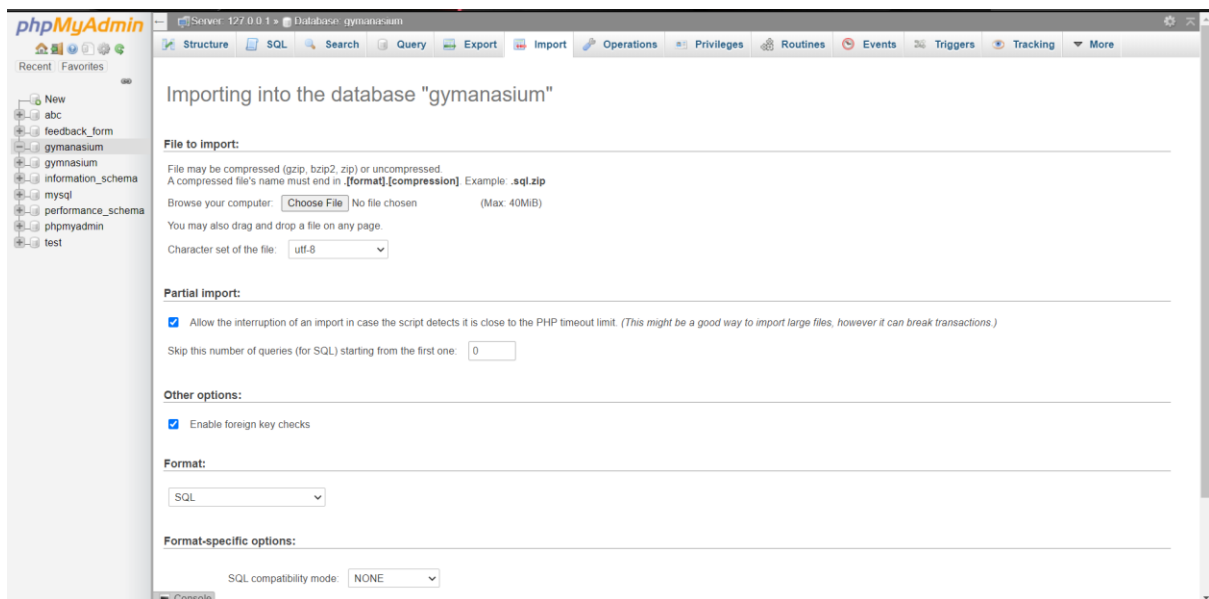 phpMyAdmin
Recent Favorites
New
abc
feedback_form
gymanasium
gymnasium
information_schema
mysql
performance_schema
phpmyadmin
test
Server: 127.0.0.1 » Database: gymanasium
Structure SQL Search Query Export Import Operations Privileges Routines Events Triggers Tracking More
Importing into the database "gymanasium"
File to import:
File may be compressed (gzip, bzip2, zip) or uncompressed.
A compressed file's name must end in .[format].[compression]. Example: .sql.zip
Browse your computer: Choose File No file chosen (Max: 40MiB)
You may also drag and drop a file on any page.
Character set of the file: utf-8
Partial import:
Allow the interruption of an import in case the script detects it is close to the PHP timeout limit. (This might be a good way to import large files, however it can break transactions.)
Skip this number of queries (for SQL) starting from the first one: 0
Other options:
Enable foreign key checks
Format:
SQL
Format-specific options:
SQL compatibility mode: NONE
Console